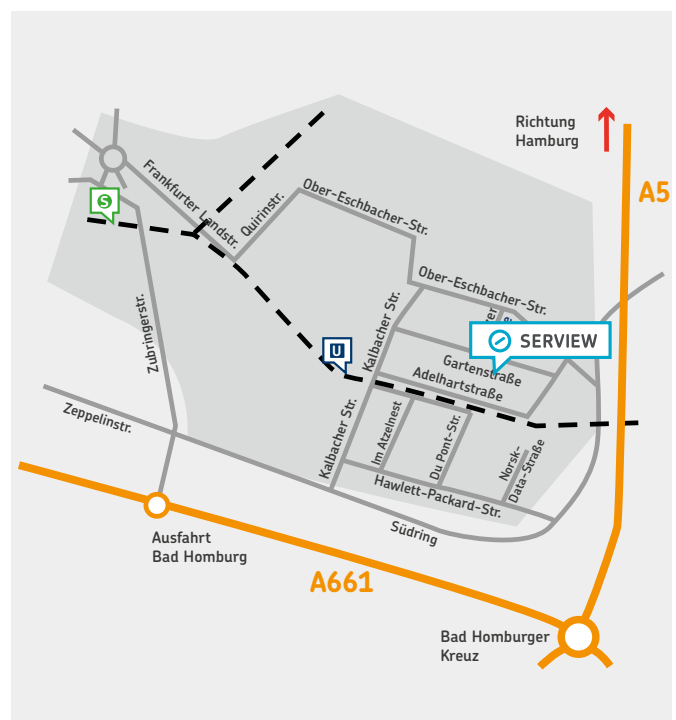 Richtung
Hamburg
A5
Frankfurter Landstr.
Quirinstr.
Ober-Eschbacher-Str.
S
Ober-Eschbacher-Str.
Zubringerstr.
Kalbacher Str.
U
SERVIEW
Gartenstraße
Adelhartstraße
Zeppelinstr.
Kalbacher Str.
Im Atzelnest
Du Pont-Str.
Norsk-
Data-Straße
Hawlett-Packard-Str.
Südring
Ausfahrt
Bad Homburg
A661
Bad Homburger
Kreuz